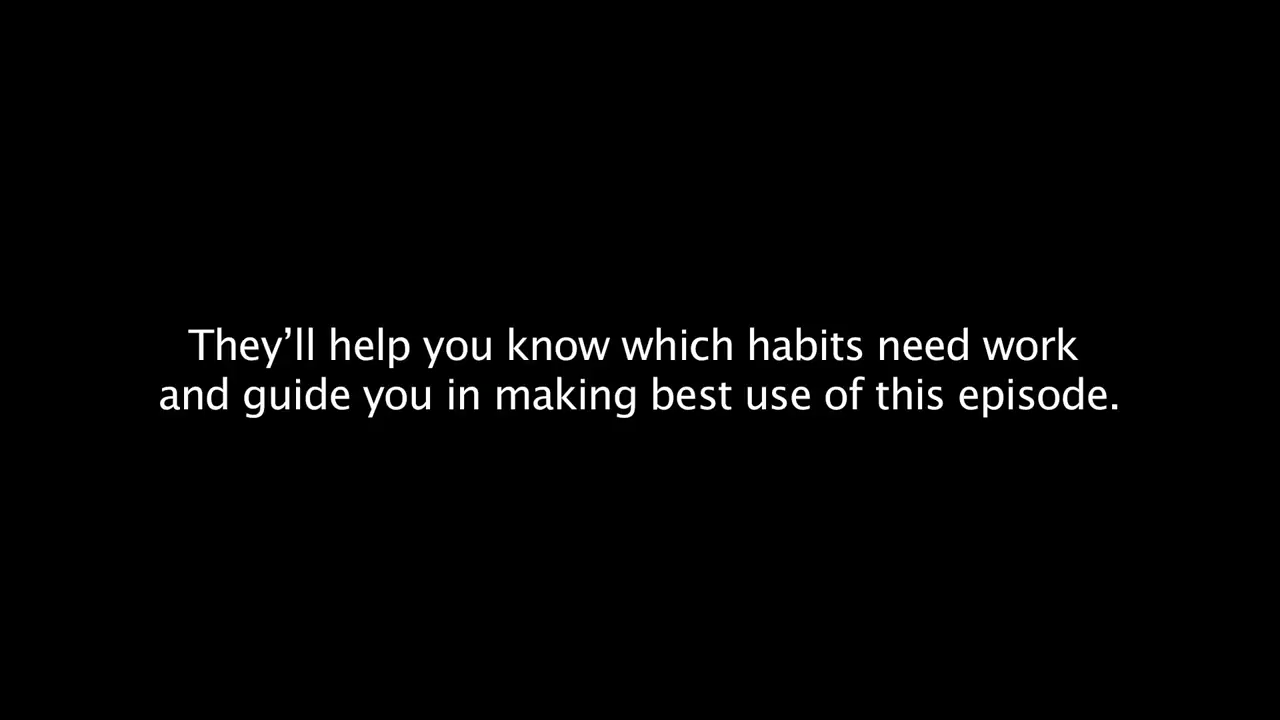 They’ll help you know which habits need work
and guide you in making best use of this episode.